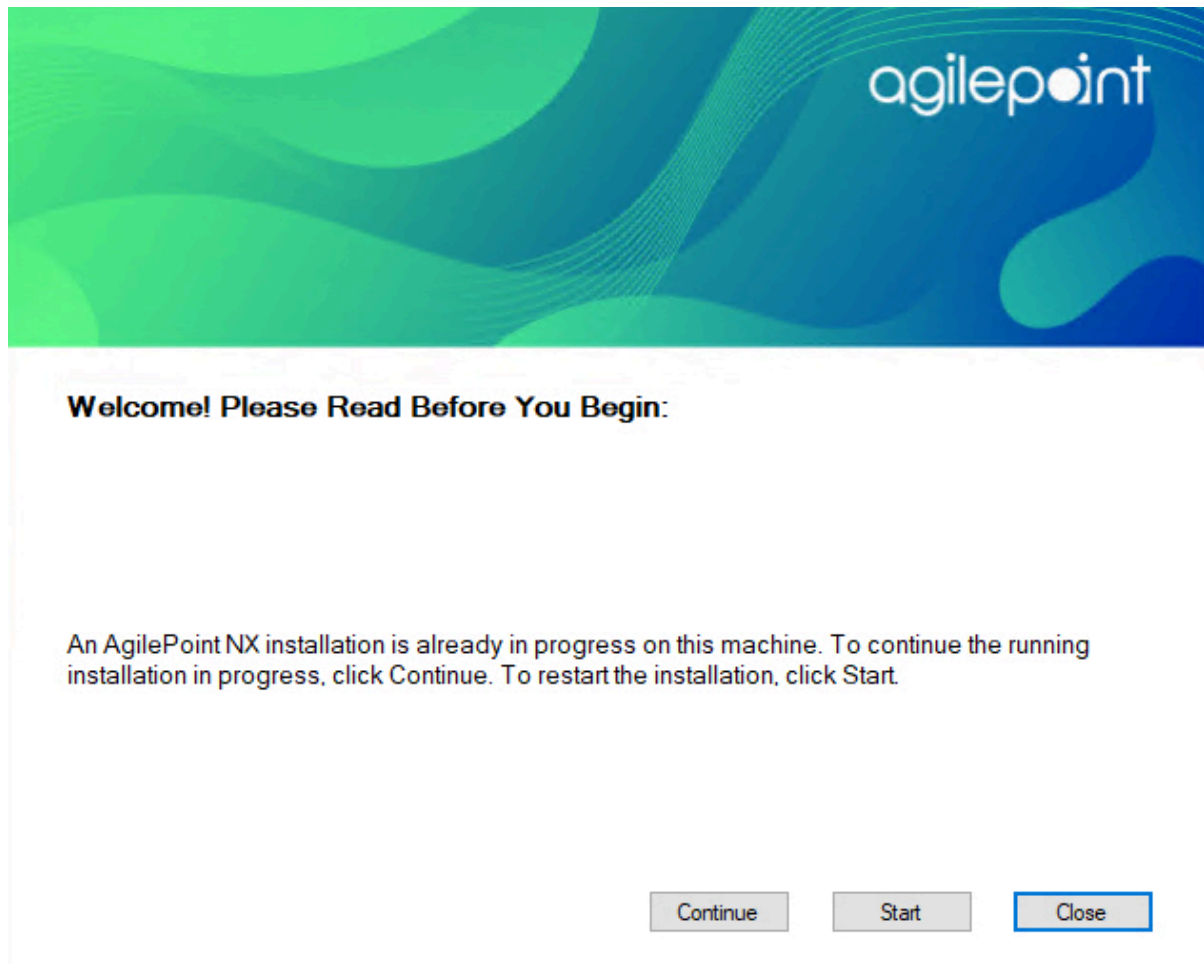 agilepoint
Welcome! Please Read Before You Begin:
An AgilePoint NX installation is already in progress on this machine. To continue the running
installation in progress, click Continue. To restart the installation, click Start.
Continue Start Close